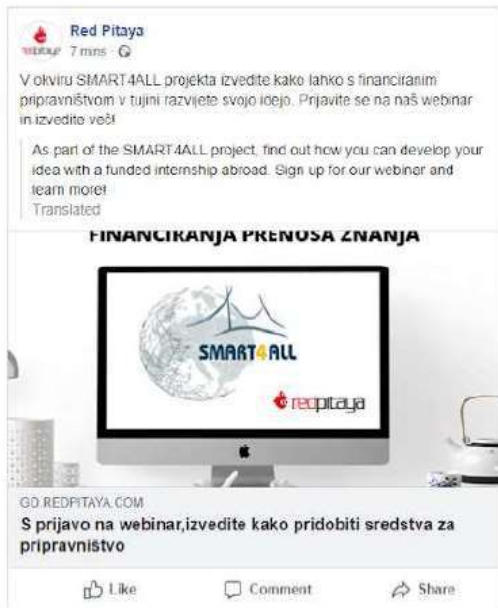 Red Pitaya
redpitaya 7 mins ·
V okviru SMART4ALL projekta izvedite kako lahko s financiranim
pripravništvom v tujini razvijete svojo idejo. Prijavite se na naš webinar
in izvedite več!
As part of the SMART4ALL project, find out how you can develop your
idea with a funded internship abroad. Sign up for our webinar and
learn more!
Translated
FINANCIRANJA PRENOSA ZNANJA
SMART4ALL
redpitaya
GO.REDPITAYA.COM
S prijavo na webinar,izvedite kako pridobiti sredstva za
pripravništvo
Like Comment Share